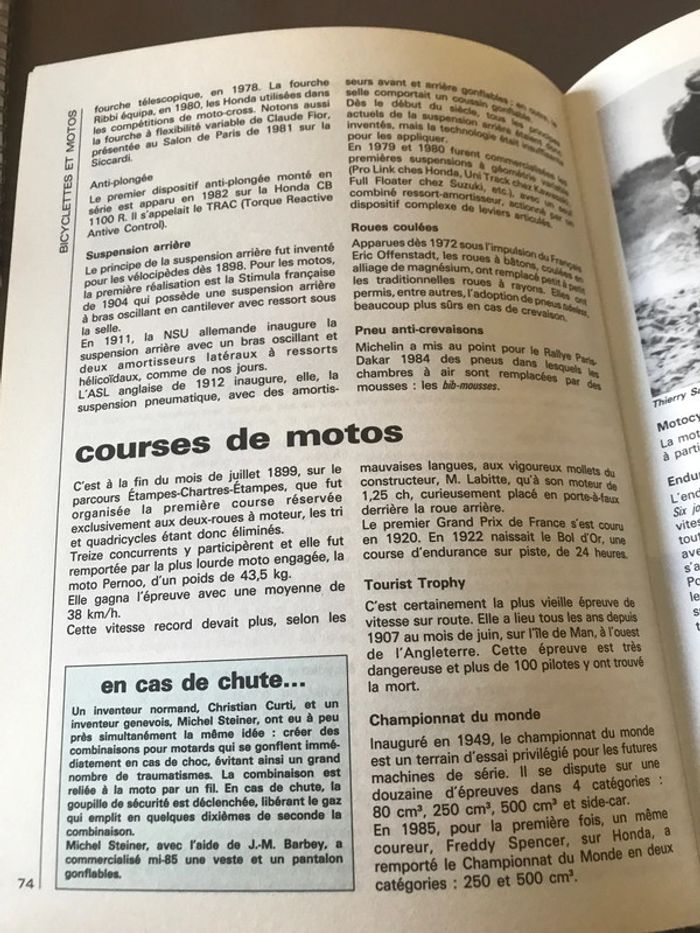 BICYCLETTES ET MOTOS
fourche télescopique, en 1978. La fourche
Ribbi équipa, en 1980, les Honda utilisées dans
les compétitions de moto-cross. Notons aussi
la fourche à flexibilité variable de Claude Fior,
présentée au Salon de Paris de 1981 sur la
Siccardi.
Anti-plongée
Le premier dispositif anti-plongée monté en
série est apparu en 1982 sur la Honda CB
1100 R. Il s'appelait le TRAC (Torque Reactive
Antive Control).
Suspension arrière
Le principe de la suspension arrière fut inventé
pour les vélocipèdes dès 1898. Pour les motos,
la première réalisation est la Stimula française
de 1904 qui possède une suspension arrière
à bras oscillant en cantilever avec ressort sous
la selle.
En 1911, la NSU allemande inaugure la
suspension arrière avec un bras oscillant et
deux amortisseurs latéraux à ressorts
hélicoïdaux, comme de nos jours.
L'ASL anglaise de 1912 inaugure, elle, la
suspension pneumatique, avec des amortis-
seurs avant et arrière gonflables ; en outre, la
selle comportait un coussin gonflable.
Dès le début du siècle, tous les principes
actuels de la suspension arrière étaient donc
inventés, mais la technologie était insuffisante
pour les appliquer.
En 1979 et 1980 furent commercialisées les
premières suspensions à géométrie variable
(Pro Link ches Honda, Uni Track chez Kawasaki,
Full Floater chez Suzuki, etc.), avec un seul
combiné ressort-amortisseur, actionné par un
dispositif complexe de leviers articulés.
Roues coulées
Apparues dès 1972 sous l'impulsion du Français
Eric Offenstadt, les roues à bâtons, coulées en
alliage de magnésium, ont remplacé petit à petit
les traditionnelles roues à rayons. Elles ont
permis, entre autres, l'adoption de pneus tubeless,
beaucoup plus sûrs en cas de crevaison.
Pneu anti-crevaisons
Michelin a mis au point pour le Rallye Paris-
Dakar 1984 des pneus dans lesquels les
chambres à air sont remplacées par des
mousses : les bib-mousses.
courses de motos
C'est à la fin du mois de juillet 1899, sur le
parcours Étampes-Chartres-Étampes, que fut
organisée la première course réservée
exclusivement aux deux-roues à moteur, les tri
et quadricycles étant donc éliminés.
Treize concurrents y participèrent et elle fut
remportée par la plus lourde moto engagée, la
moto Pernoo, d'un poids de 43,5 kg.
Elle gagna l'épreuve avec une moyenne de
38 km/h.
Cette vitesse record devait plus, selon les
mauvaises langues, aux vigoureux mollets du
constructeur, M. Labitte, qu'à son moteur de
1,25 ch, curieusement placé en porte-à-faux
derrière la roue arrière.
Le premier Grand Prix de France s'est couru
en 1920. En 1922 naissait le Bol d'Or, une
course d'endurance sur piste, de 24 heures.
Tourist Trophy
C'est certainement la plus vieille épreuve de
vitesse sur route. Elle a lieu tous les ans depuis
1907 au mois de juin, sur l'île de Man, à l'ouest
de l'Angleterre. Cette épreuve est très
dangereuse et plus de 100 pilotes y ont trouvé
la mort.
Championnat du monde
Inauguré en 1949, le championnat du monde
est un terrain d'essai privilégié pour les futures
machines de série. Il se dispute sur une
douzaine d'épreuves dans 4 catégories :
80 cm³, 250 cm³, 500 cm³ et side-car.
En 1985, pour la première fois, un même
coureur, Freddy Spencer, sur Honda, a
remporté le Championnat du Monde en deux
catégories : 250 et 500 cm³.
en cas de chute...
Un inventeur normand, Christian Curti, et un
inventeur genevois, Michel Steiner, ont eu à peu
près simultanément la même idée : créer des
combinaisons pour motards qui se gonflent immé-
diatement en cas de choc, évitant ainsi un grand
nombre de traumatismes. La combinaison est
reliée à la moto par un fil. En cas de chute, la
goupille de sécurité est déclenchée, libérant le gaz
qui emplit en quelques dixièmes de seconde la
combinaison.
Michel Steiner, avec l'aide de J.-M. Barbey, a
commercialisé mi-85 une veste et un pantalon
gonflables.
74
Thierry
La mot
à parti
L'end
Six jo
vites
tout
ave
s'a